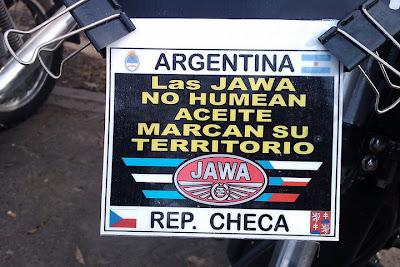 ARGENTINA
Las JAWA
NO HUMEAN
ACEITE
MARCAN SU
TERRITORIO
JAWA
REP. CHECA